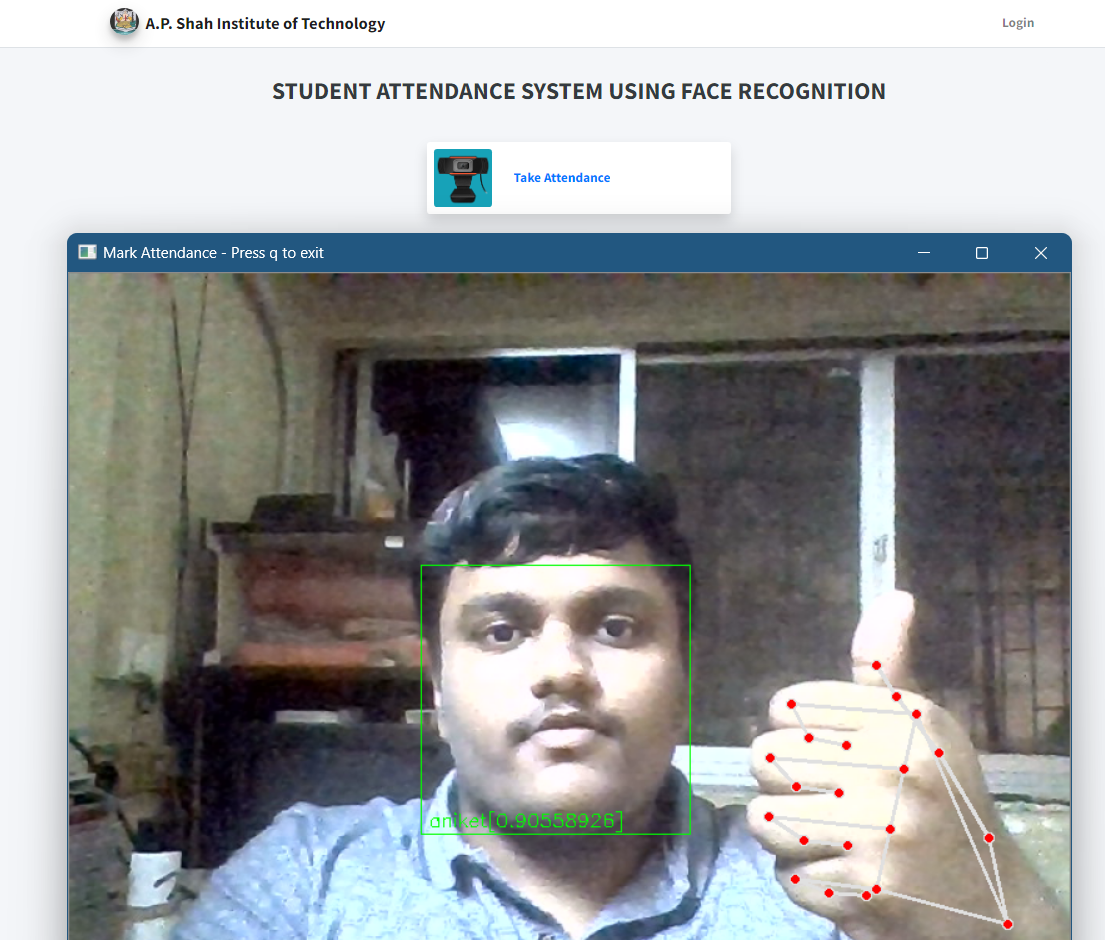 A.P. Shah Institute of Technology
Login
STUDENT ATTENDANCE SYSTEM USING FACE RECOGNITION
Take Attendance
Mark Attendance - Press q to exit
aniket[0.90558926]